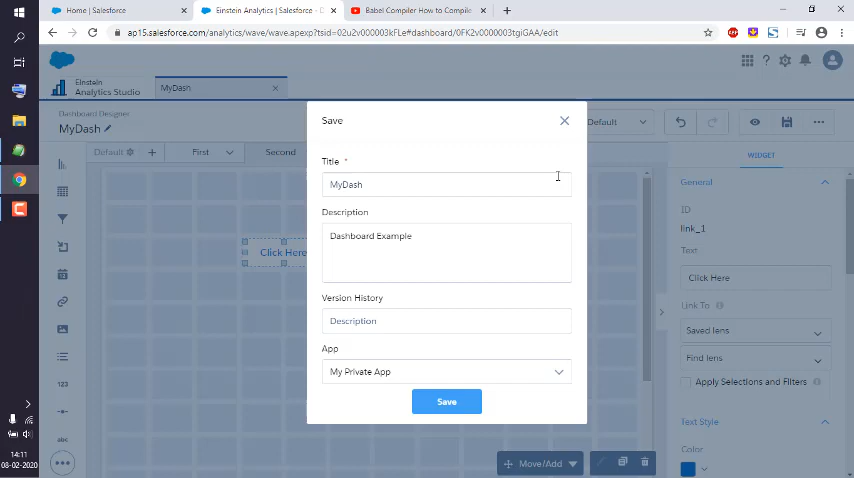 Home | Salesforce
Einstein Analytics | Salesforce - D
Babel Compiler How to Compile
ap15.salesforce.com/analytics/wave/wave.apexp?tsid=02u2v000003kFLe#dashboard/0FK2v0000003tgiGAA/edit
Einstein
Analytics Studio
MyDash
Dashboard Designer
MyDash
Default
Default
First
Second
Save
Title *
MyDash
Description
Dashboard Example
Version History
Description
App
My Private App
Save
Click Here
WIDGET
General
ID
link_1
Text
Click Here
Link To
Saved lens
Find lens
Apply Selections and Filters
Text Style
Color
Move/Add
123
abc
14:11
08-02-2020